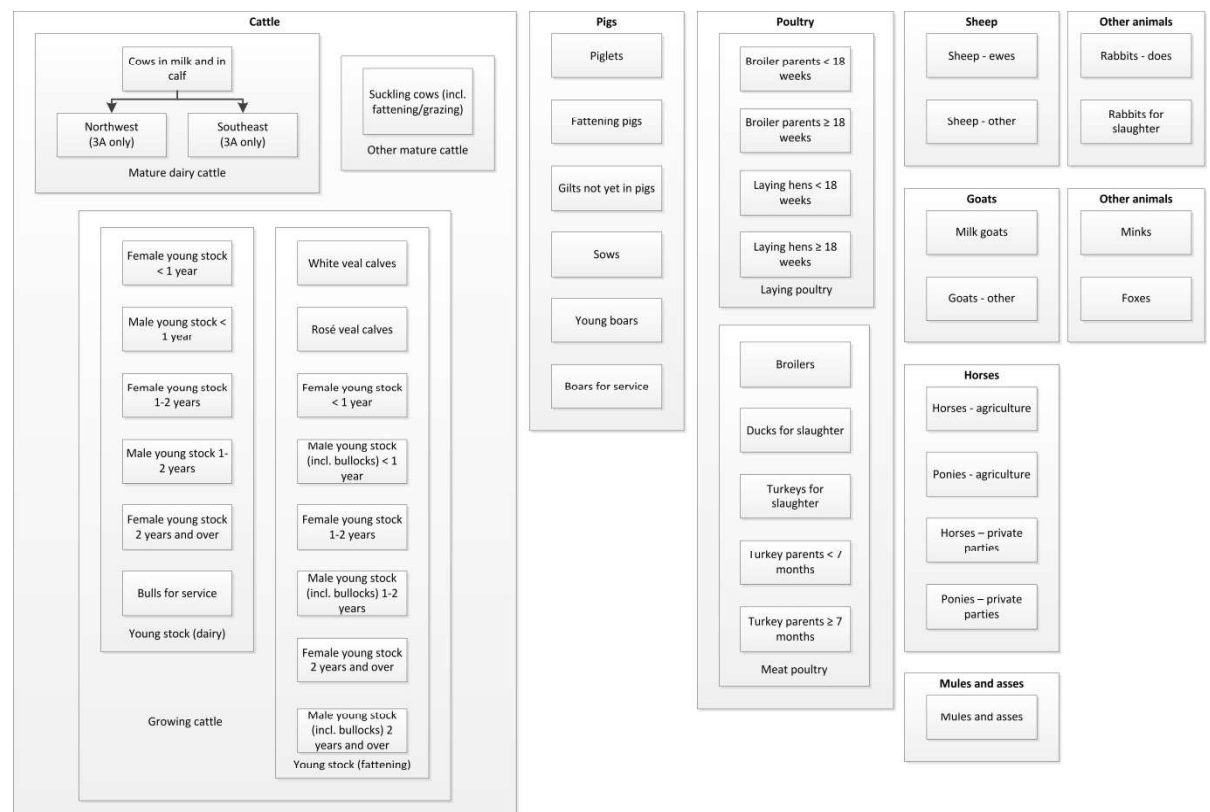 Cattle
Cows in milk and in
calf
Northwest
(3A only)
Southeast
(3A only)
Mature dairy cattle
Suckling cows (incl.
fattening/grazing)
Other mature cattle
Female young stock
< 1 year
Male young stock <
1 year
Female young stock
1-2 years
Male young stock 1-
2 years
Female young stock
2 years and over
Bulls for service
Young stock (dairy)
White veal calves
Rosé veal calves
Female young stock
< 1 year
Male young stock
(incl. bullocks) < 1
year
Female young stock
1-2 years
Male young stock
(incl. bullocks) 1-2
years
Female young stock
2 years and over
Male young stock
(incl. bullocks) 2
years and over
Young stock (fattening)
Growing cattle
Pigs
Piglets
Fattening pigs
Gilts not yet in pigs
Sows
Young boars
Boars for service
Poultry
Broiler parents < 18
weeks
Broiler parents ≥ 18
weeks
Laying hens < 18
weeks
Laying hens ≥ 18
weeks
Laying poultry
Broilers
Ducks for slaughter
Turkeys for
slaughter
Turkey parents < 7
months
Turkey parents ≥ 7
months
Meat poultry
Sheep
Sheep - ewes
Sheep - other
Goats
Milk goats
Goats - other
Horses
Horses - agriculture
Ponies - agriculture
Horses – private
parties
Ponies – private
parties
Mules and asses
Mules and asses
Other animals
Rabbits - does
Rabbits for
slaughter
Other animals
Minks
Foxes